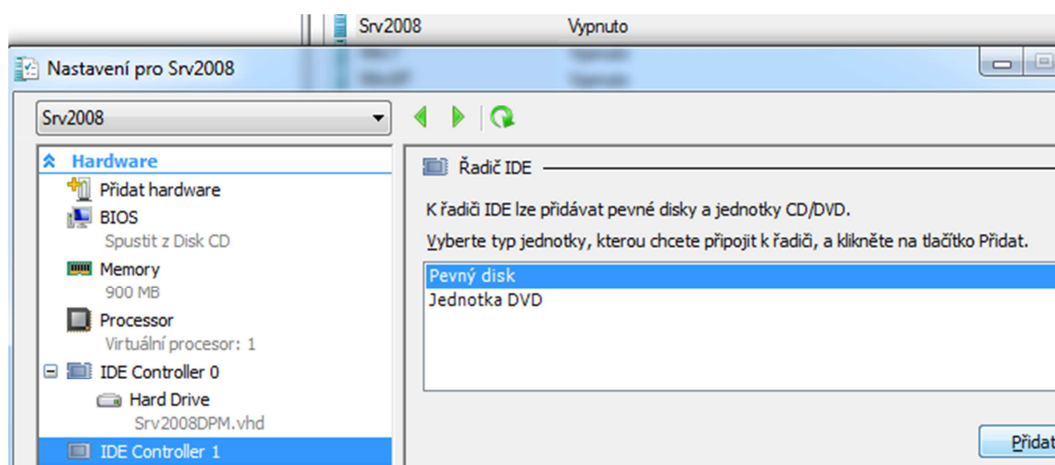 Srv2008 Vypnuto
Nastavení pro Srv2008
Srv2008
Hardware
Přidat hardware
BIOS
Spustit z Disk CD
Memory
900 MB
Processor
Virtuální procesor: 1
IDE Controller 0
Hard Drive
Srv2008DPM.vhd
IDE Controller 1
Řadič IDE
K řadiči IDE lze přidávat pevné disky a jednotky CD/DVD.
Vyberte typ jednotky, kterou chcete připojit k řadiči, a klikněte na tlačítko Přidat.
Pevný disk
Jednotka DVD
Přidat